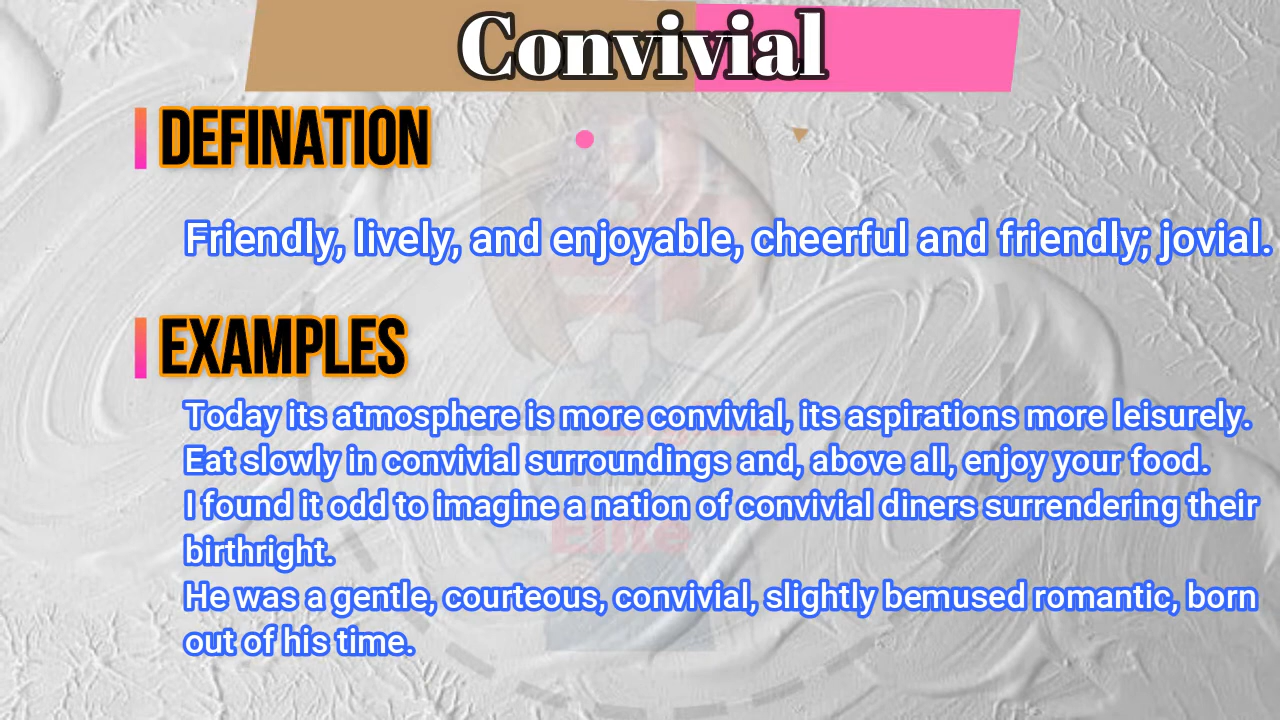 Convivial
DEFINATION
Friendly, lively, and enjoyable, cheerful and friendly; jovial.
EXAMPLES
Today its atmosphere is more convivial, its aspirations more leisurely.
Eat slowly in convivial surroundings and, above all, enjoy your food.
I found it odd to imagine a nation of convivial diners surrendering their
birthright.
He was a gentle, courteous, convivial, slightly bemused romantic, born
out of his time.
Elite